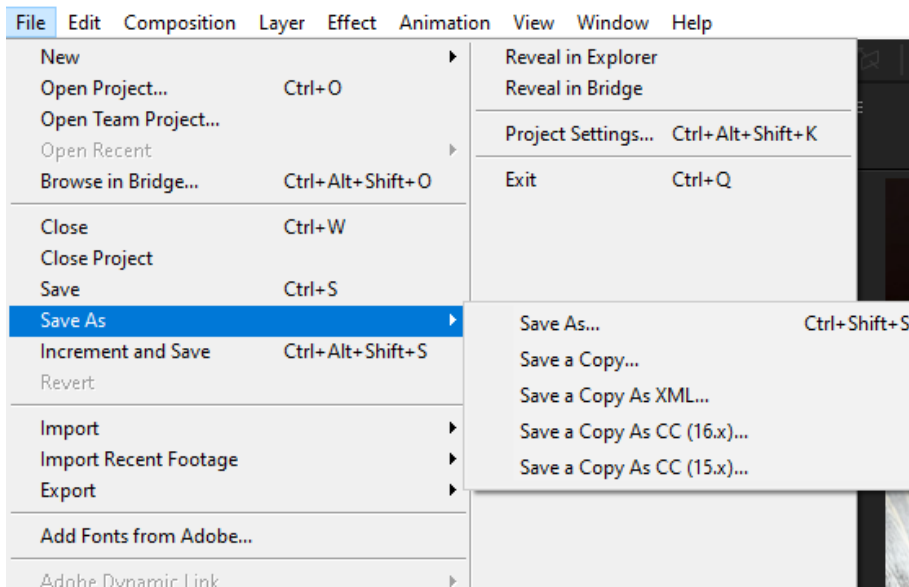 File Edit Composition Layer Effect Animation View Window Help
New
Open Project... Ctrl+O
Open Team Project...
Open Recent
Browse in Bridge... Ctrl+Alt+Shift+O
Close Ctrl+W
Close Project
Save Ctrl+S
Save As
Increment and Save Ctrl+Alt+Shift+S
Revert
Import
Import Recent Footage
Export
Add Fonts from Adobe...
Adobe Dynamic Link
Reveal in Explorer
Reveal in Bridge
Project Settings... Ctrl+Alt+Shift+K
Exit Ctrl+Q
Save As... Ctrl+Shift+S
Save a Copy...
Save a Copy As XML...
Save a Copy As CC (16.x)...
Save a Copy As CC (15.x)...